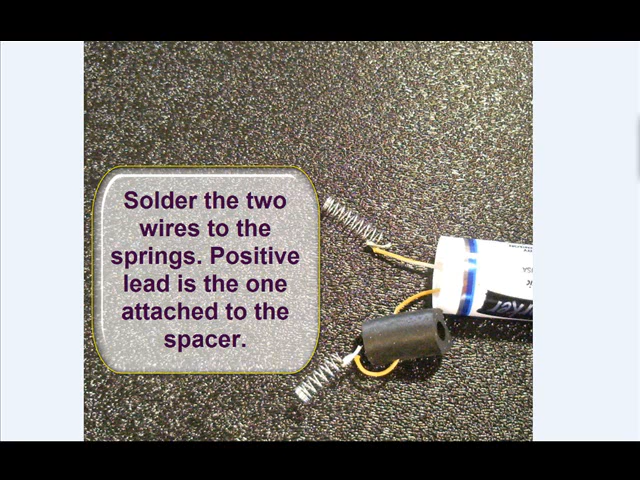 Solder the two
wires to the
springs. Positive
lead is the one
attached to the
spacer.